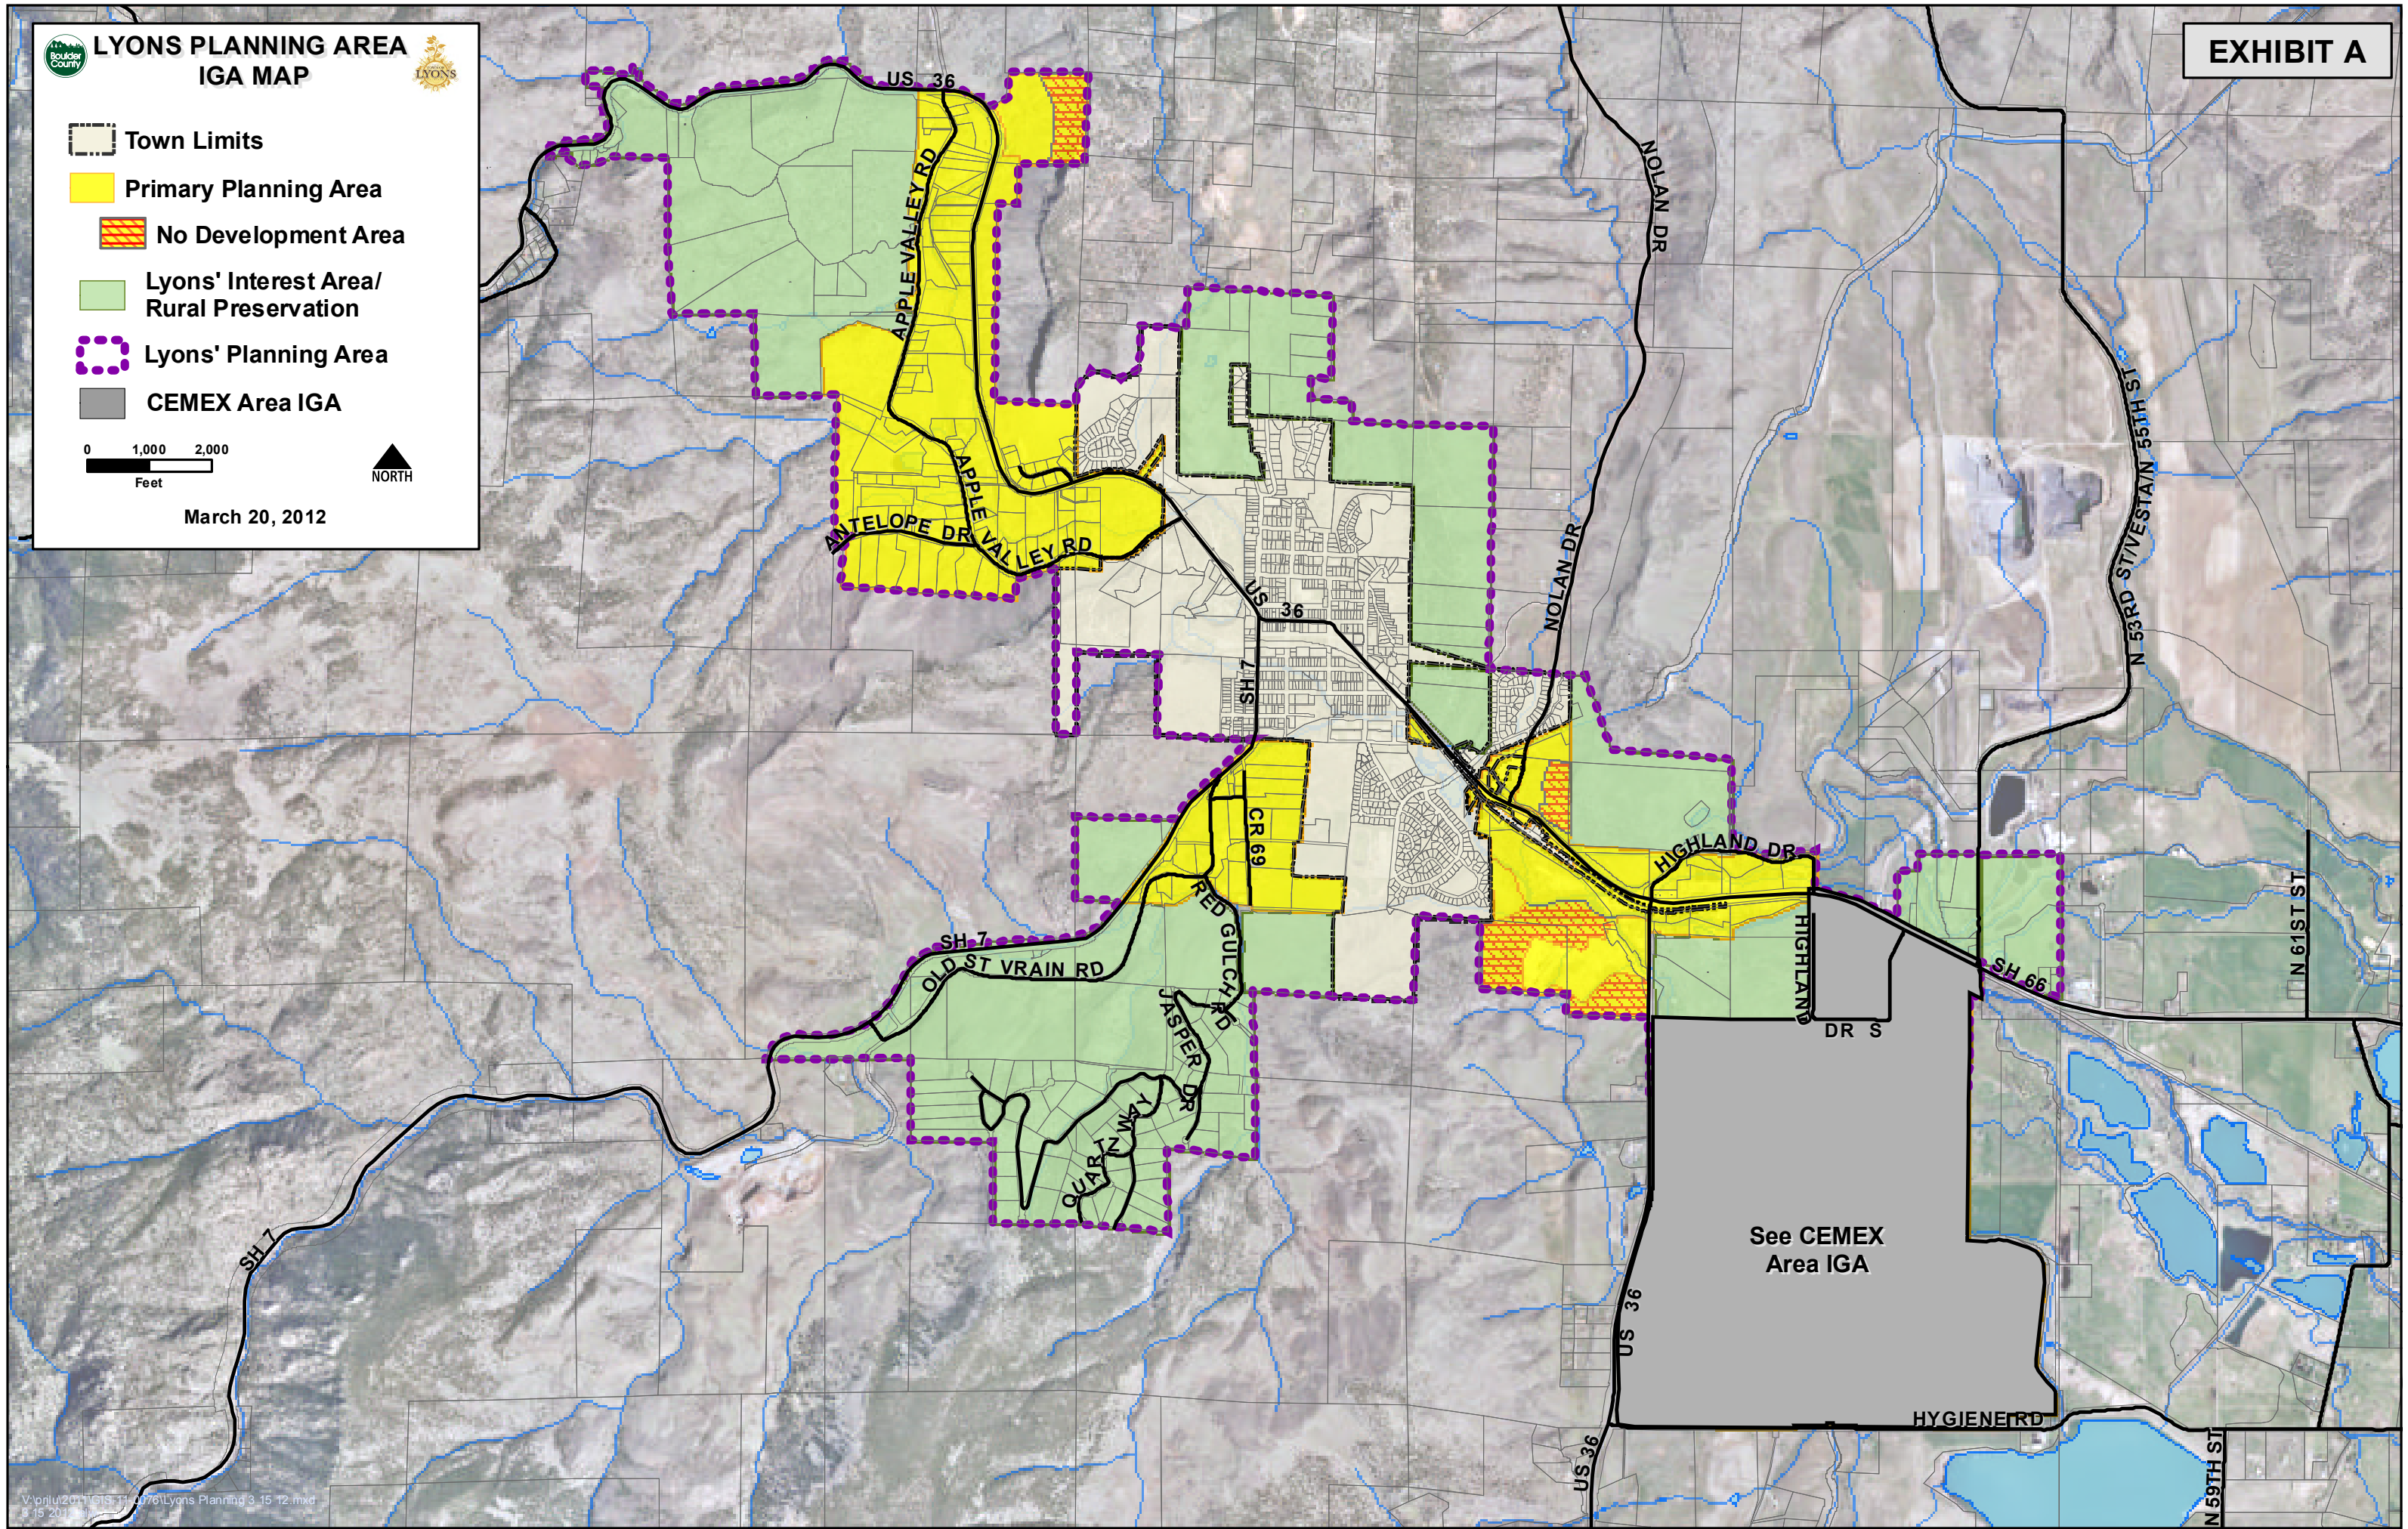 Boulder
County
LYONS PLANNING AREA
IGA MAP
LYONS
EXHIBIT A
Town Limits
Primary Planning Area
No Development Area
Lyons' Interest Area/
Rural Preservation
Lyons' Planning Area
CEMEX Area IGA
0 1,000 2,000
Feet
NORTH
March 20, 2012
US 36
APPLE VALLEY RD
NOLAN DR
N 53RD ST/VESTA/N 55TH ST
APPLE VALLEY RD
ANTELOPE DR
NOLAN DR
US 36
SH 7
CR 69
HIGHLAND DR
RED GULCH RD
SH 7
OLD ST VRAIN RD
HIGHLAND
DR S
SH 66
N 61ST ST
JASPER DR
QUARTZ WAY
SH 7
See CEMEX
Area IGA
US 36
HYGIENE RD
US 36
N 59TH ST